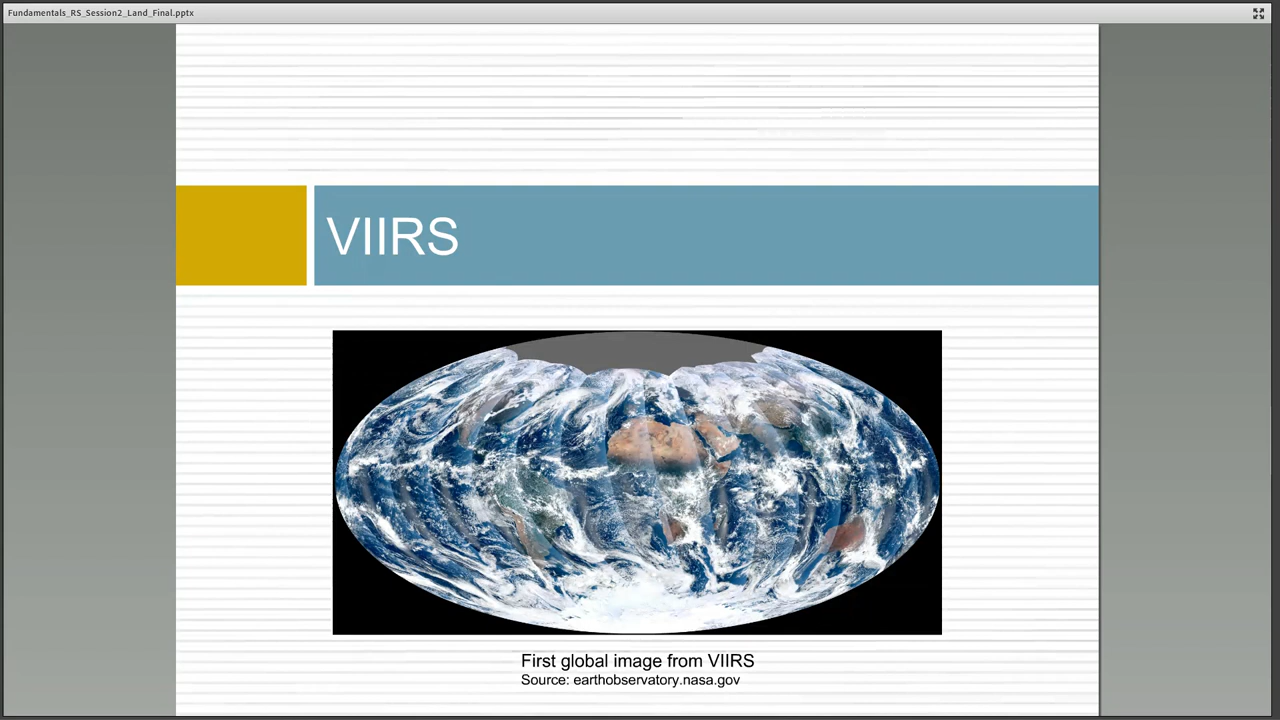 Fundamentals_RS_Session2_Land_Final.pptx
VIIRS
First global image from VIIRS
Source: earthobservatory.nasa.gov